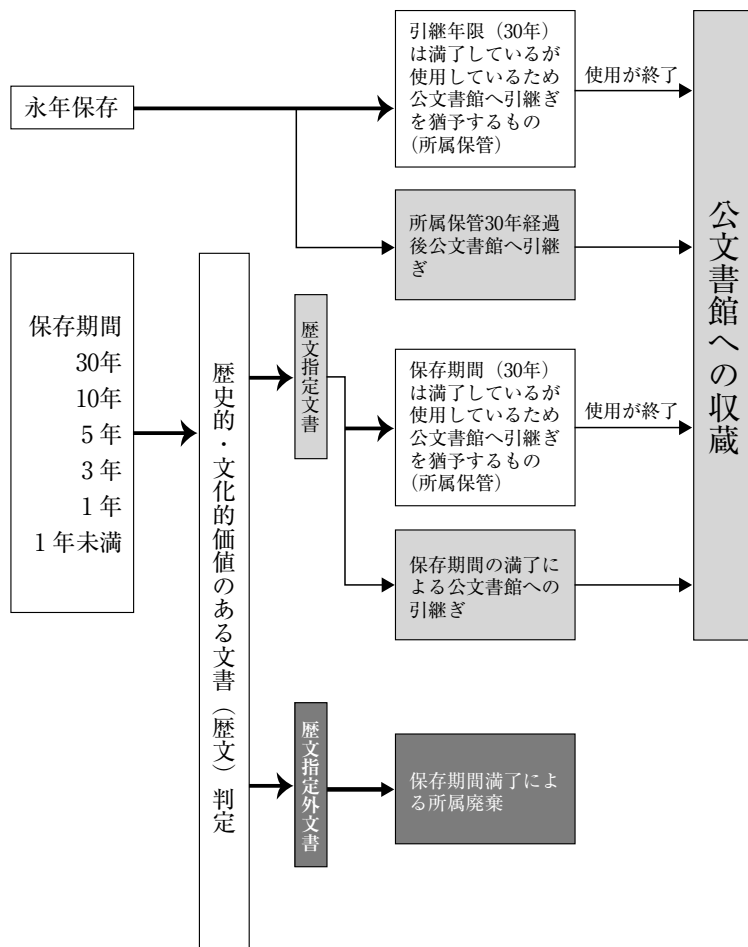 永年保存
引継年限（30年）
は満了しているが
使用しているため
公文書館へ引継ぎ
を猶予するもの
（所属保管）
使用が終了
所属保管30年経過
後公文書館へ引継
ぎ
公文書館への収蔵
保存期間
30年
10年
5年
3年
1年
1年未満
歴史的・文化的価値のある文書（歴文）判定
歴文指定文書
保存期間（30年）
は満了しているが
使用しているため
公文書館へ引継ぎ
を猶予するもの
（所属保管）
使用が終了
保存期間の満了に
よる公文書館への
引継ぎ
歴文指定外文書
保存期間満了によ
る所属廃棄